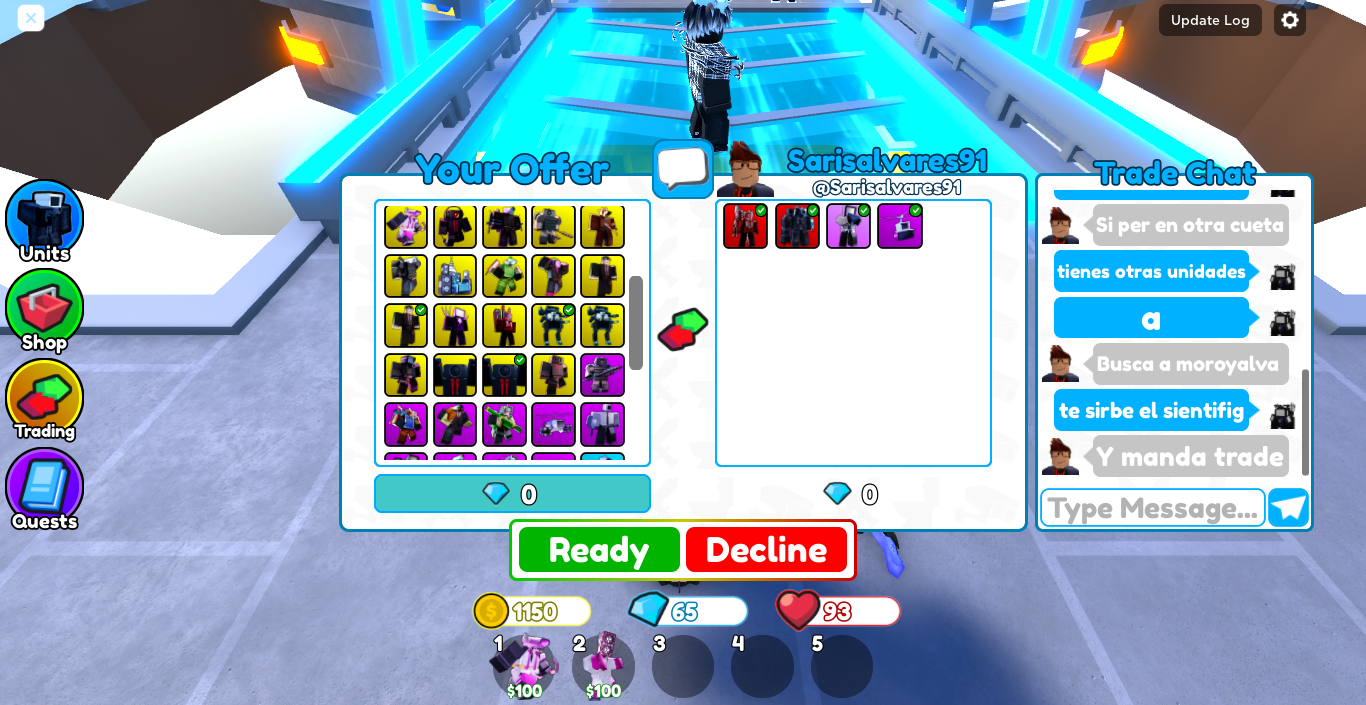 Update Log
Your Offer
Sarisalvares91
@Sarisalvares91
Trade Chat
Si per en otra cueta
tienes otras unidades
a
Busca a moroyalva
te sirbe el sientifig
Y manda trade
Type Message...
Units
Shop
Trading
Quests
0
0
Ready
Decline
1150
65
93
1
2
3
4
5
$100
$100